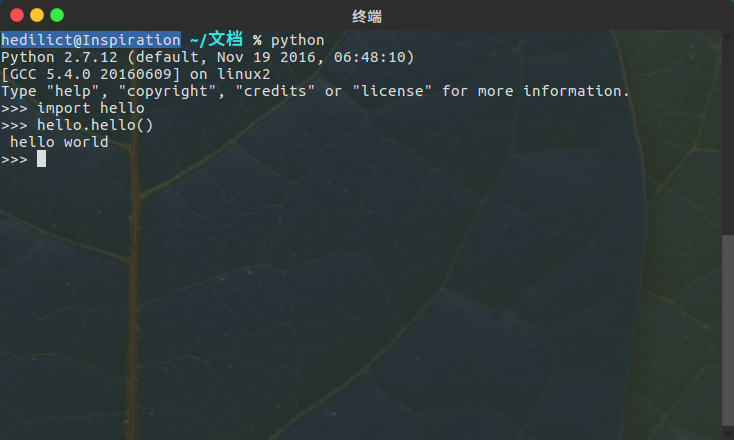 终端
hedilict@Inspiration ~/文档 % python
Python 2.7.12 (default, Nov 19 2016, 06:48:10)
[GCC 5.4.0 20160609] on linux2
Type "help", "copyright", "credits" or "license" for more information.
>>> import hello
>>> hello.hello()
 hello world
>>>